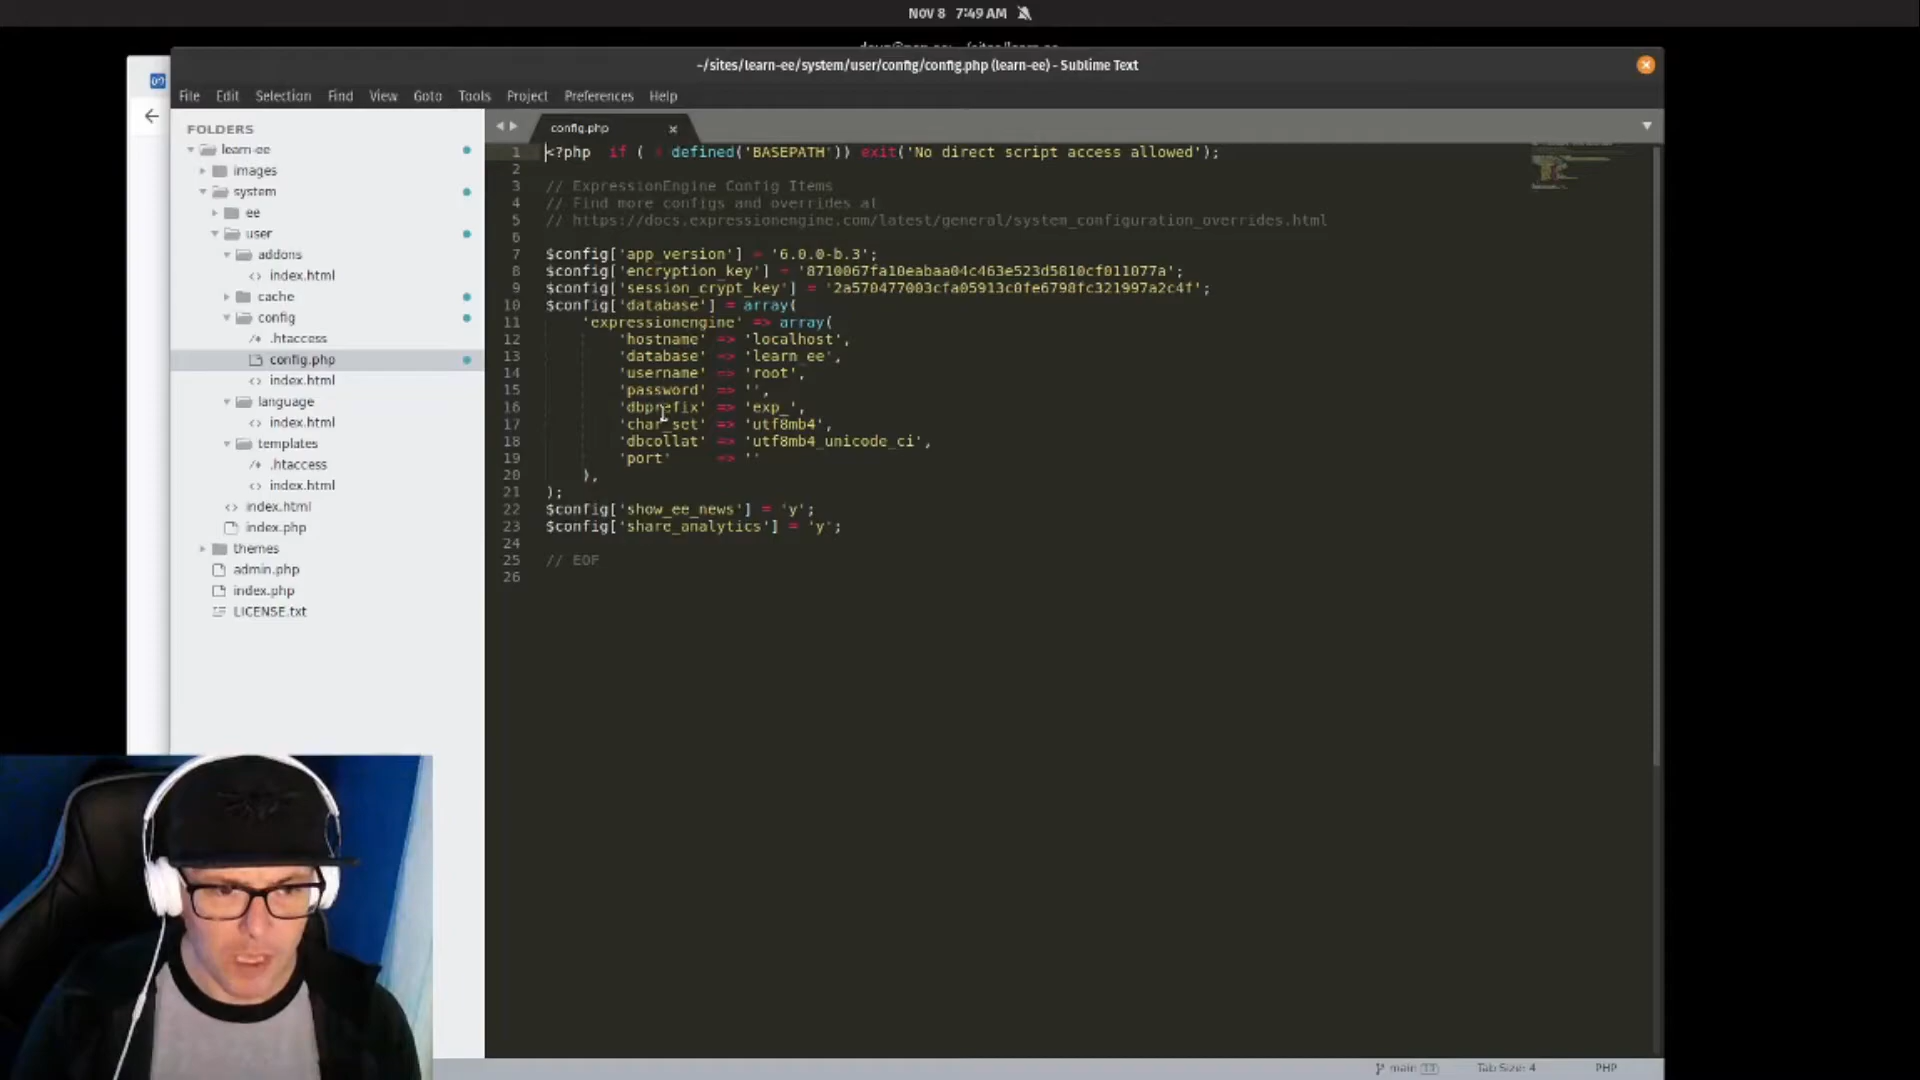 NOV 8 7:49 AM
~/sites/learn-ee/system/user/config/config.php (learn-ee) - Sublime Text
File Edit Selection Find View Goto Tools Project Preferences Help
FOLDERS
learn-ee
images
system
ee
user
addons
<> index.html
cache
config
/* .htaccess
config.php
<> index.html
language
<> index.html
templates
/* .htaccess
<> index.html
<> index.html
index.php
themes
admin.php
index.php
LICENSE.txt
config.php
1 <?php if ( defined('BASEPATH')) exit('No direct script access allowed');
2
3 // ExpressionEngine Config Items
4 // Find more configs and overrides at
5 // https://docs.expressionengine.com/latest/general/system_configuration_overrides.html
6
7 $config['app_version'] = '6.0.0-b.3';
8 $config['encryption_key'] = '8710067fa10eabaa04c463e523d5810cf011077a';
9 $config['session_crypt_key'] = '2a570477003cfa05913c0fe6798fc321997a2c4f';
10 $config['database'] = array(
11 'expressionengine' => array(
12 'hostname' => 'localhost',
13 'database' => 'learn_ee',
14 'username' => 'root',
15 'password' => '',
16 'dbprefix' => 'exp_',
17 'char_set' => 'utf8mb4',
18 'dbcollat' => 'utf8mb4_unicode_ci',
19 'port' => ''
20 ),
21 );
22 $config['show_ee_news'] = 'y';
23 $config['share_analytics'] = 'y';
24
25 // EOF
26
main Tab Size: 4 PHP